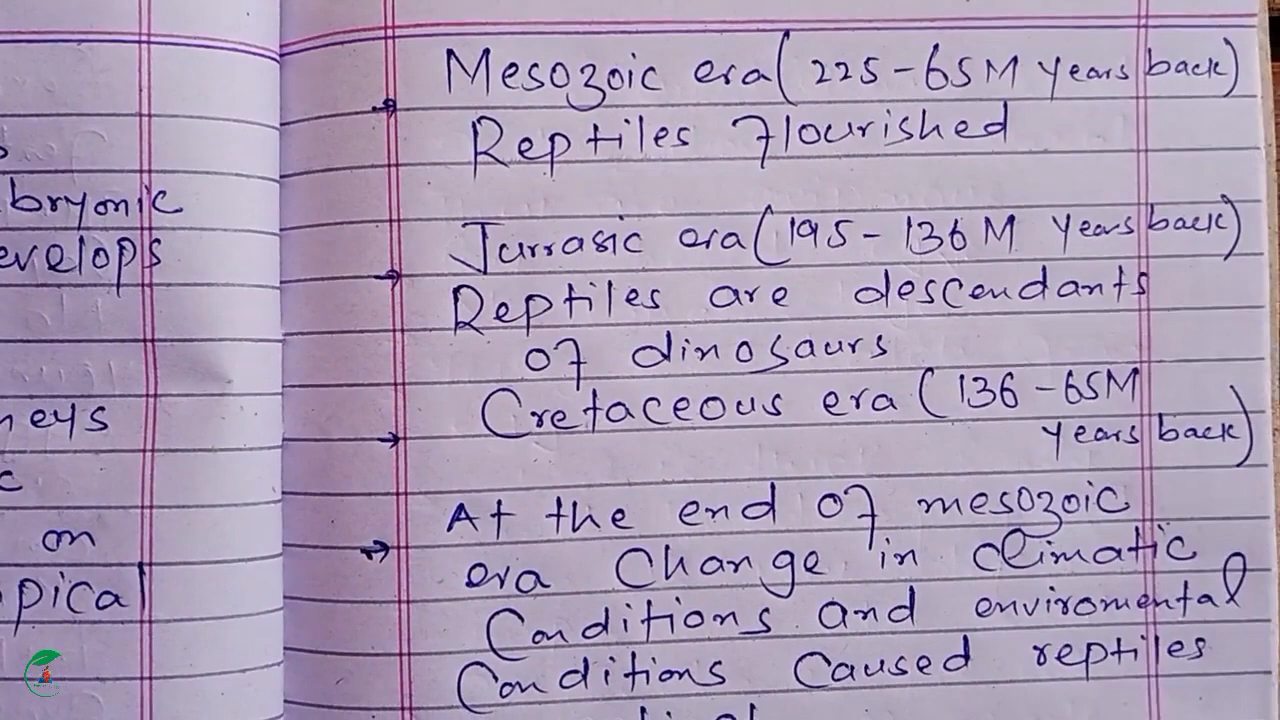 bryonic
evelops
neys
c
on
pical
Mesozoic era (225-65M Years back)
Reptiles Flourished
Jurrasic era (195-136M Years back)
Reptiles are descendants
of dinosaurs
Cretaceous era (136-65M
Years back)
At the end of mesozoic
era Change in climatic
Conditions and enviromental
Conditions Caused reptiles